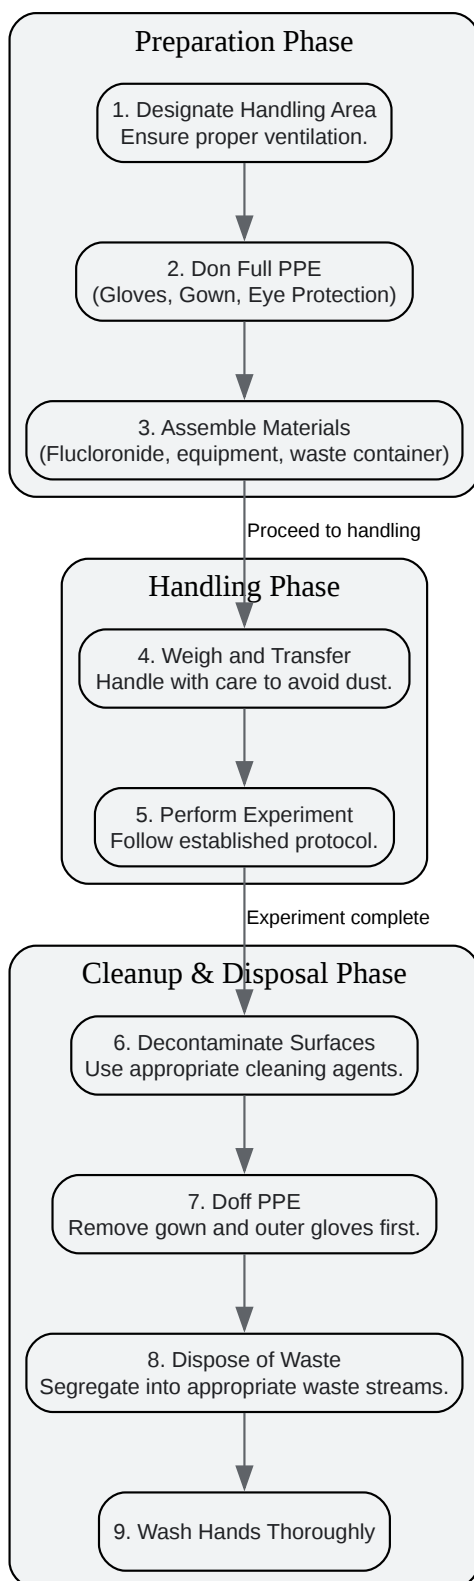 Preparation Phase
1. Designate Handling Area
Ensure proper ventilation.
2. Don Full PPE
(Gloves, Gown, Eye Protection)
3. Assemble Materials
(Flucloronide, equipment, waste container)
Proceed to handling
Handling Phase
4. Weigh and Transfer
Handle with care to avoid dust.
5. Perform Experiment
Follow established protocol.
Experiment complete
Cleanup & Disposal Phase
6. Decontaminate Surfaces
Use appropriate cleaning agents.
7. Doff PPE
Remove gown and outer gloves first.
8. Dispose of Waste
Segregate into appropriate waste streams.
9. Wash Hands Thoroughly